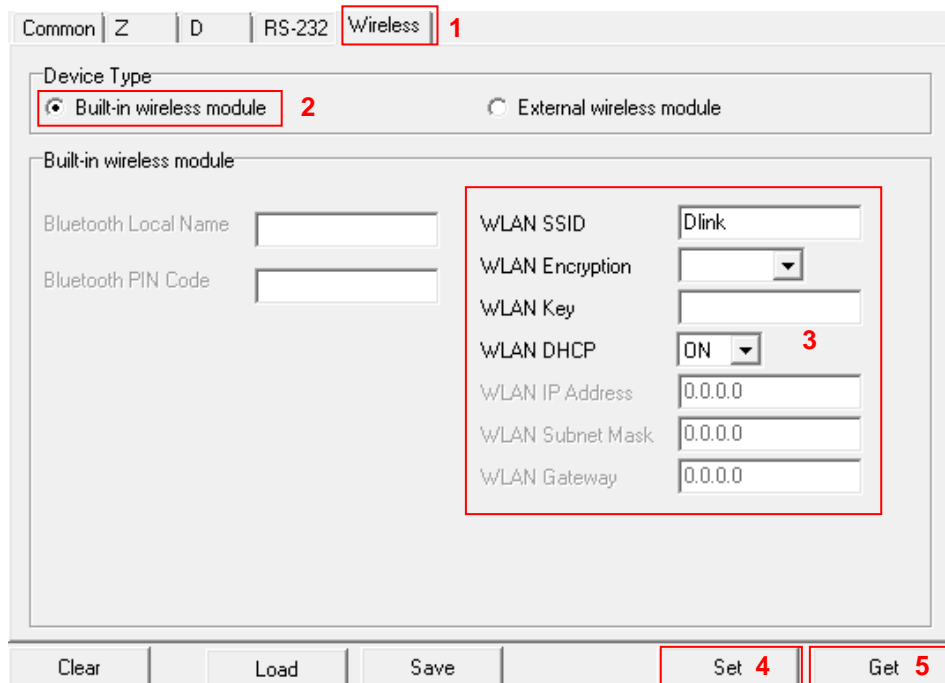 Common Z D RS-232 Wireless 1
Device Type
Built-in wireless module 2 External wireless module
Built-in wireless module
Bluetooth Local Name
Bluetooth PIN Code
WLAN SSID Dlink
WLAN Encryption
WLAN Key
WLAN DHCP ON 3
WLAN IP Address 0.0.0.0
WLAN Subnet Mask 0.0.0.0
WLAN Gateway 0.0.0.0
Clear Load Save Set 4 Get 5